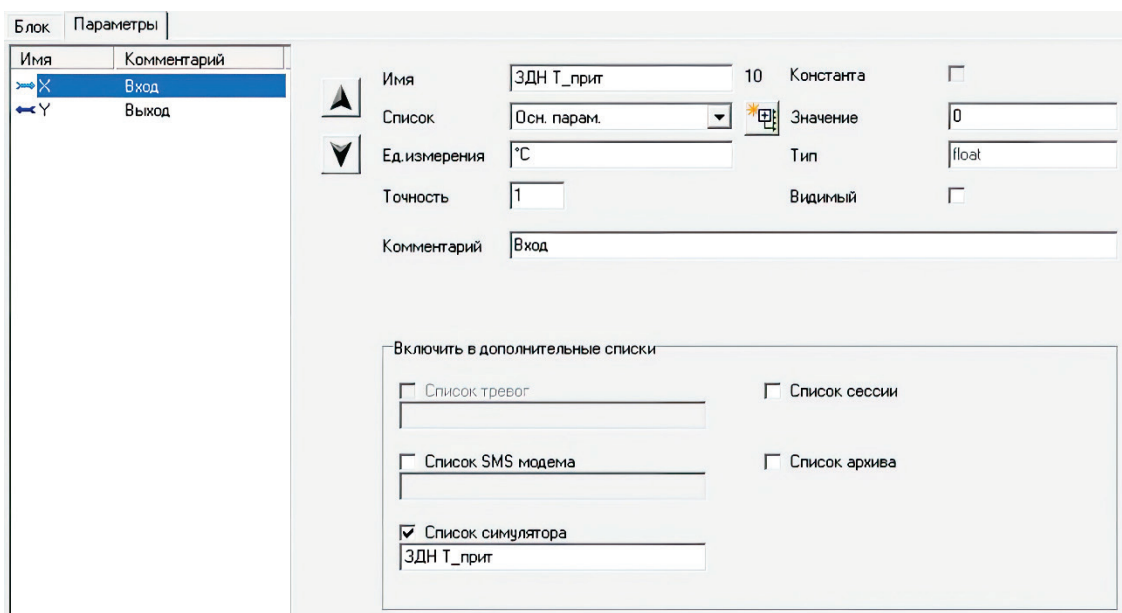 Блок Параметры
Имя Комментарий
X Вход
Y Выход
Имя ЗДН Т_прит 10 Константа
Список Осн. парам. Значение 0
Ед.измерения °C Тип float
Точность 1 Видимый
Комментарий Вход
Включить в дополнительные списки
Список тревог Список сессии
Список SMS модема Список архива
Список симулятора
ЗДН Т_прит